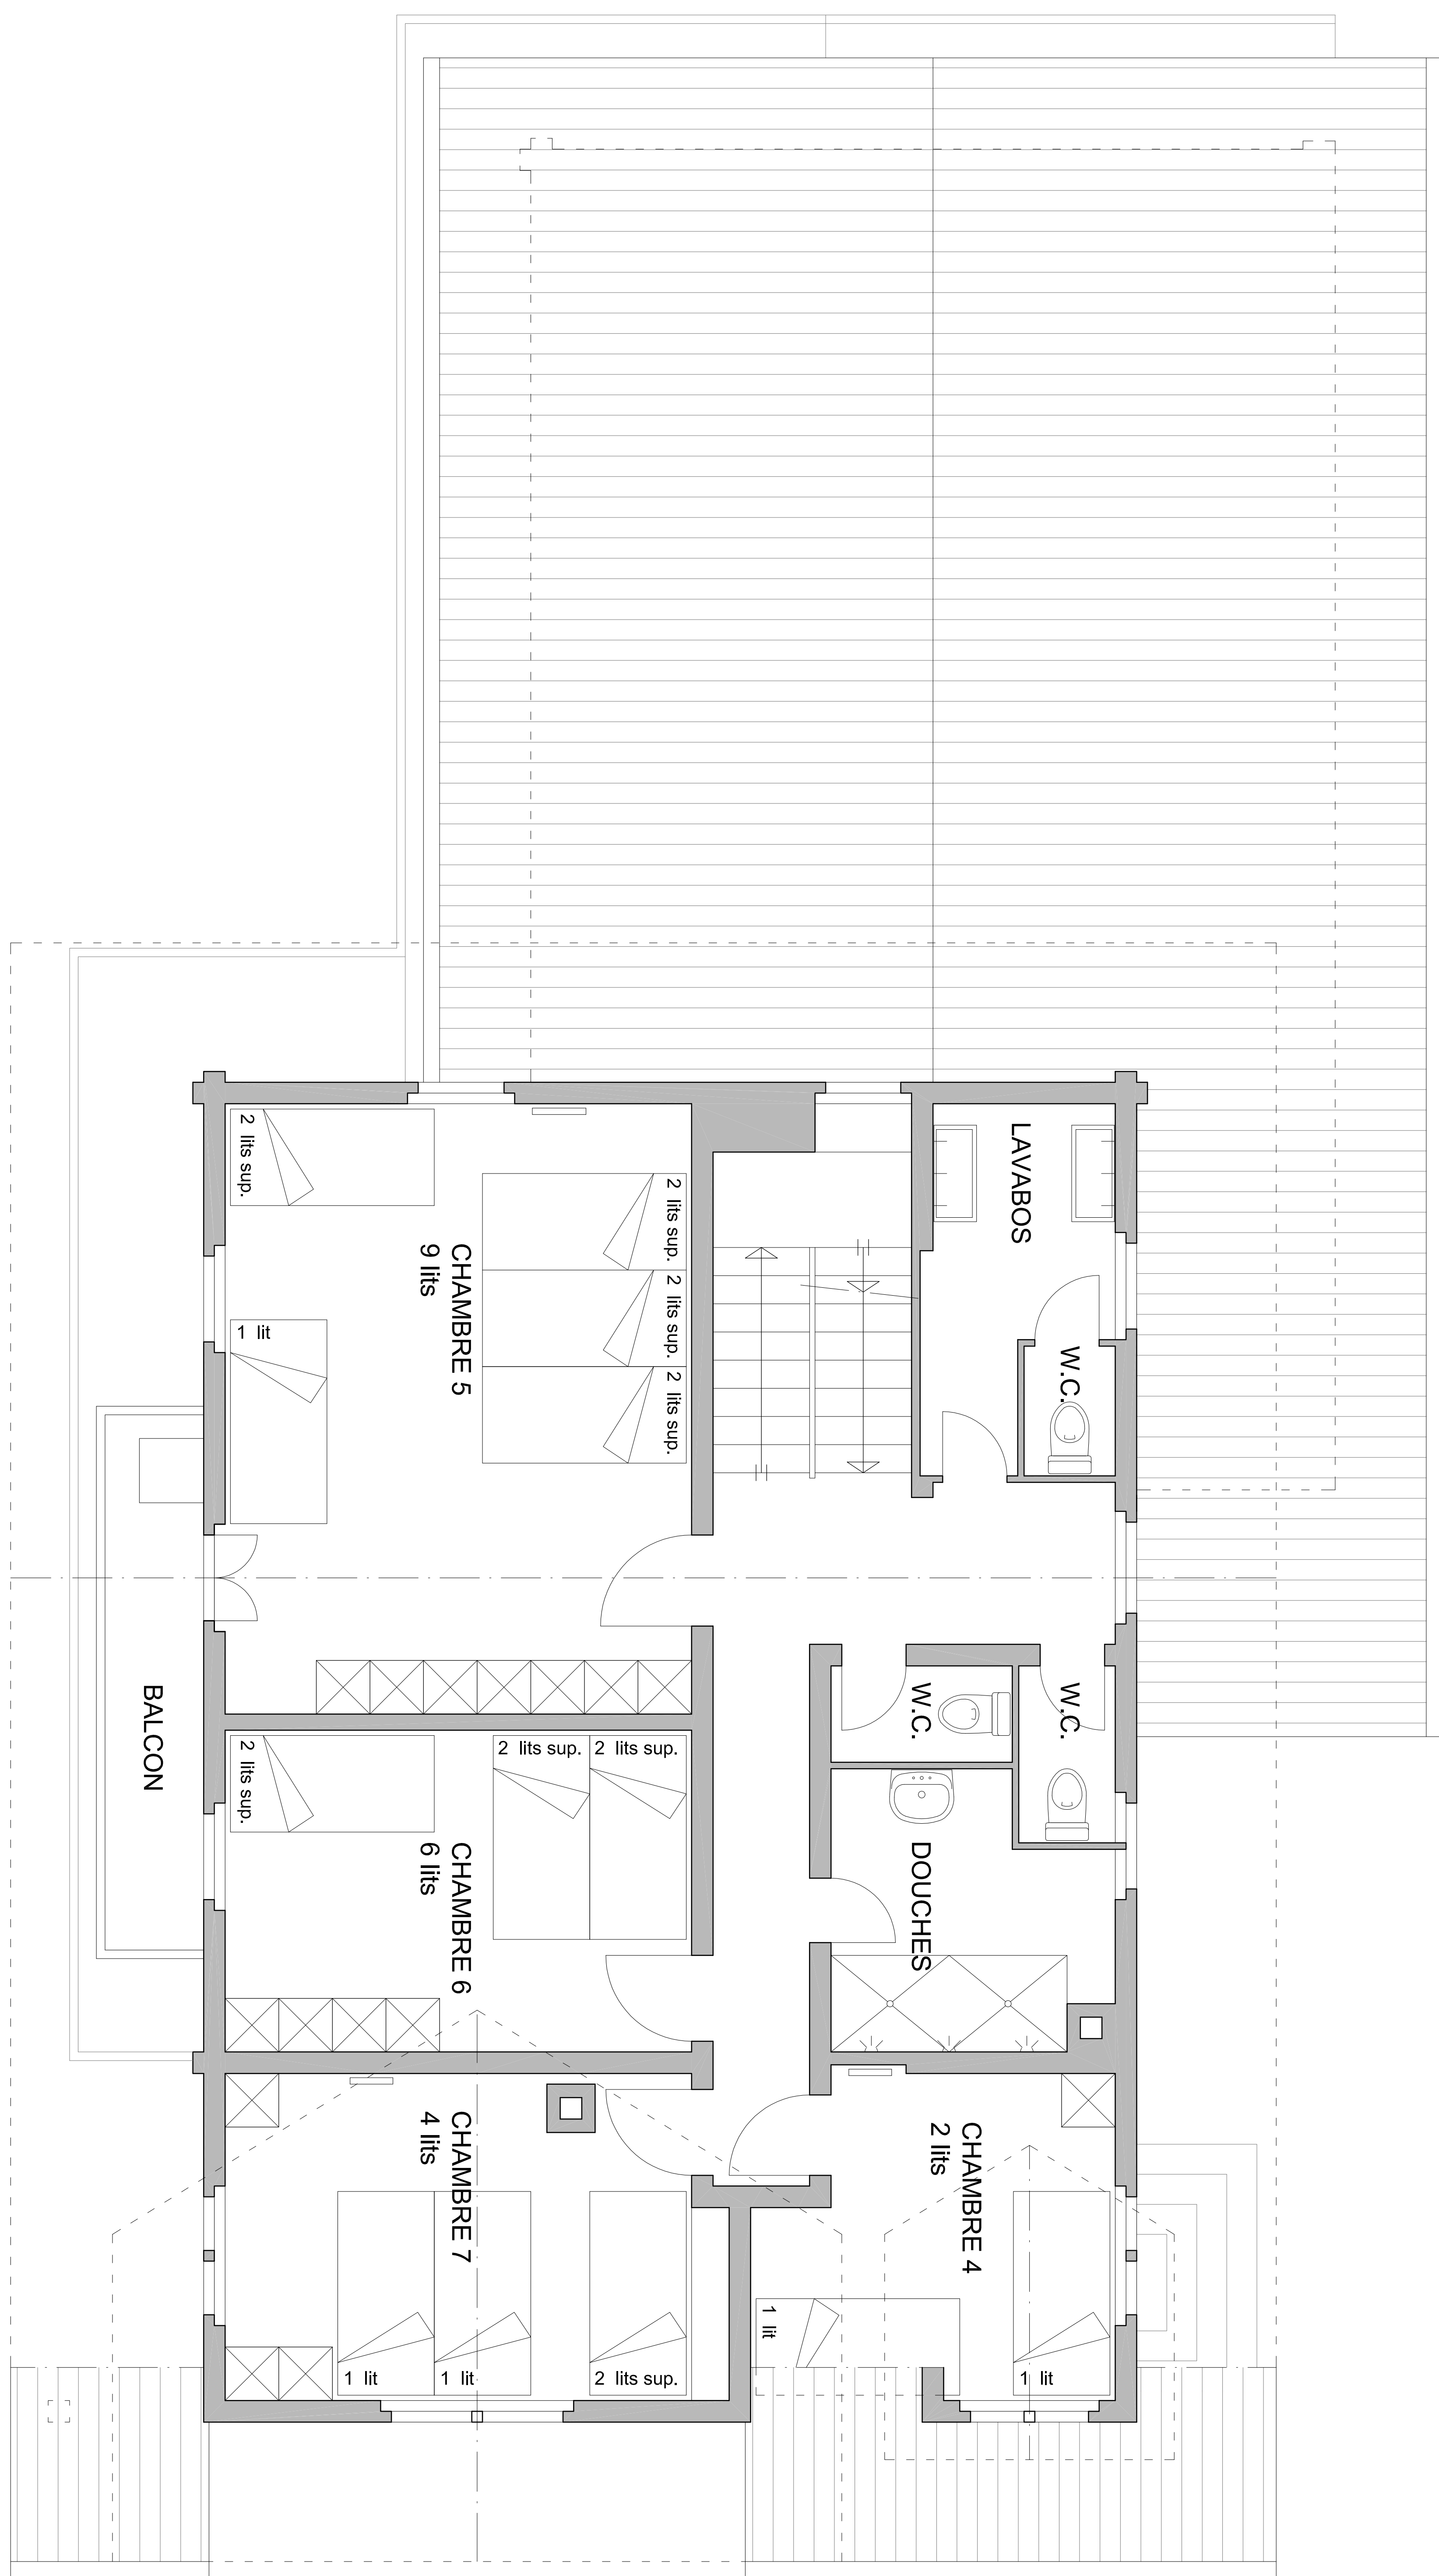 LAVABOS
W.C.
2 lits sup.
2 lits sup.
2 lits sup.
2 lits sup.
CHAMBRE 5
9 lits
1 lit
W.C.
W.C.
BALCON
2 lits sup.
2 lits sup.
2 lits sup.
CHAMBRE 6
6 lits
DOUCHES
CHAMBRE 7
4 lits
1 lit
1 lit
2 lits sup.
CHAMBRE 4
2 lits
1 lit
1 lit